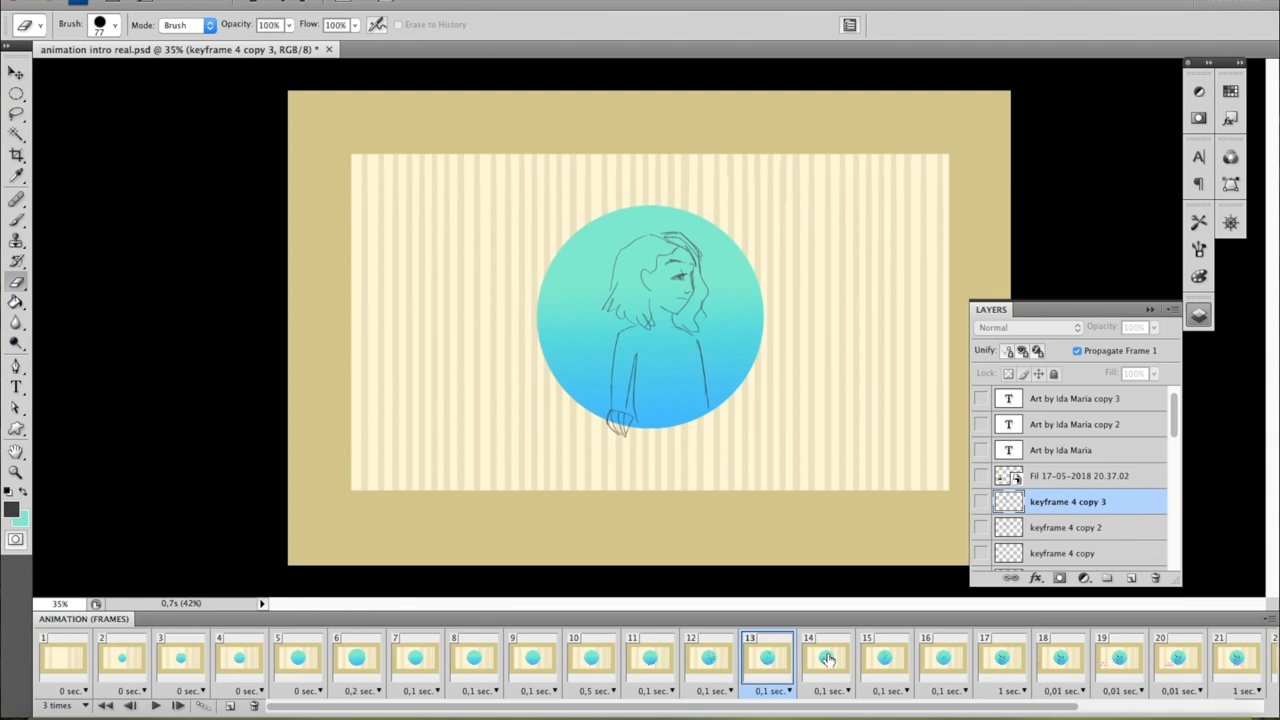 Brush: 77 Mode: Brush Opacity: 100% Flow: 100% Erase to History
animation intro real.psd @ 35% (keyframe 4 copy 3, RGB/8) *
LAYERS
Normal Opacity: 100%
Unify: Propagate Frame 1
Lock: Fill: 100%
T Art by Ida Maria copy 3
T Art by Ida Maria copy 2
T Art by Ida Maria
Fil 17-05-2018 20.37.02
keyframe 4 copy 3
keyframe 4 copy 2
keyframe 4 copy
35% 0,7s (42%)
ANIMATION (FRAMES)
1 2 3 4 5 6 7 8 9 10 11 12 13 14 15 16 17 18 19 20 21
0 sec. 0 sec. 0 sec. 0 sec. 0 sec. 0,2 sec. 0,1 sec. 0,1 sec. 0,1 sec. 0,5 sec. 0,1 sec. 0,1 sec. 0,1 sec. 0,1 sec. 0,1 sec. 0,1 sec. 1 sec. 0,01 sec. 0,01 sec. 0,01 sec. 1 sec.
3 times